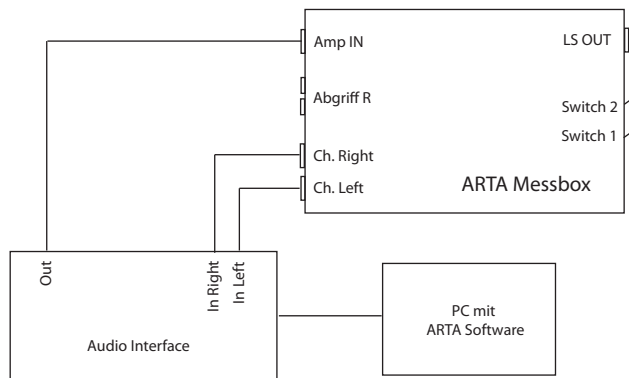 Amp IN
LS OUT
Abgriff R
Switch 2
Switch 1
Ch. Right
Ch. Left
ARTA Messbox
Out
In Right
In Left
Audio Interface
PC mit
ARTA Software